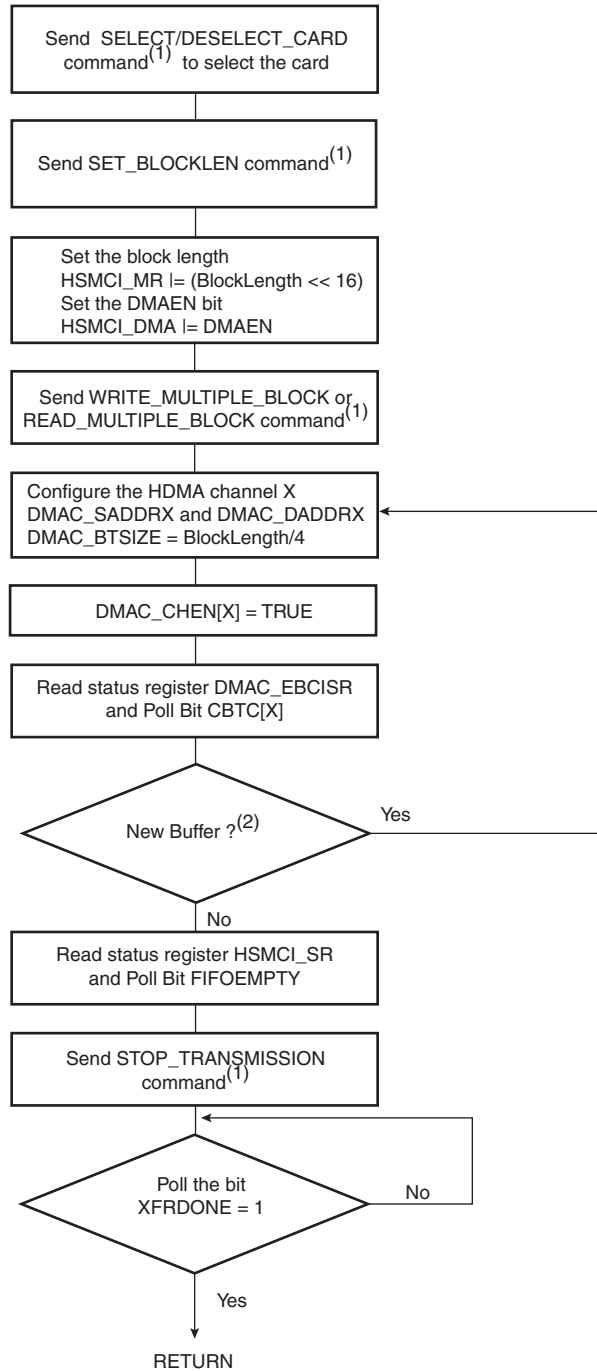 Send SELECT/DESELECT_CARD
command(1) to select the card
Send SET_BLOCKLEN command(1)
Set the block length
HSMCI_MR |= (BlockLength << 16)
Set the DMAEN bit
HSMCI_DMA |= DMAEN
Send WRITE_MULTIPLE_BLOCK or
READ_MULTIPLE_BLOCK command(1)
Configure the HDMA channel X
DMAC_SADDRX and DMAC_DADDRX
DMAC_BTSIZE = BlockLength/4
DMAC_CHEN[X] = TRUE
Read status register DMAC_EBCISR
and Poll Bit CBTC[X]
New Buffer ?(2)
Yes
No
Read status register HSMCI_SR
and Poll Bit FIFOEMPTY
Send STOP_TRANSMISSION
command(1)
Poll the bit
XFRDONE = 1
No
Yes
RETURN